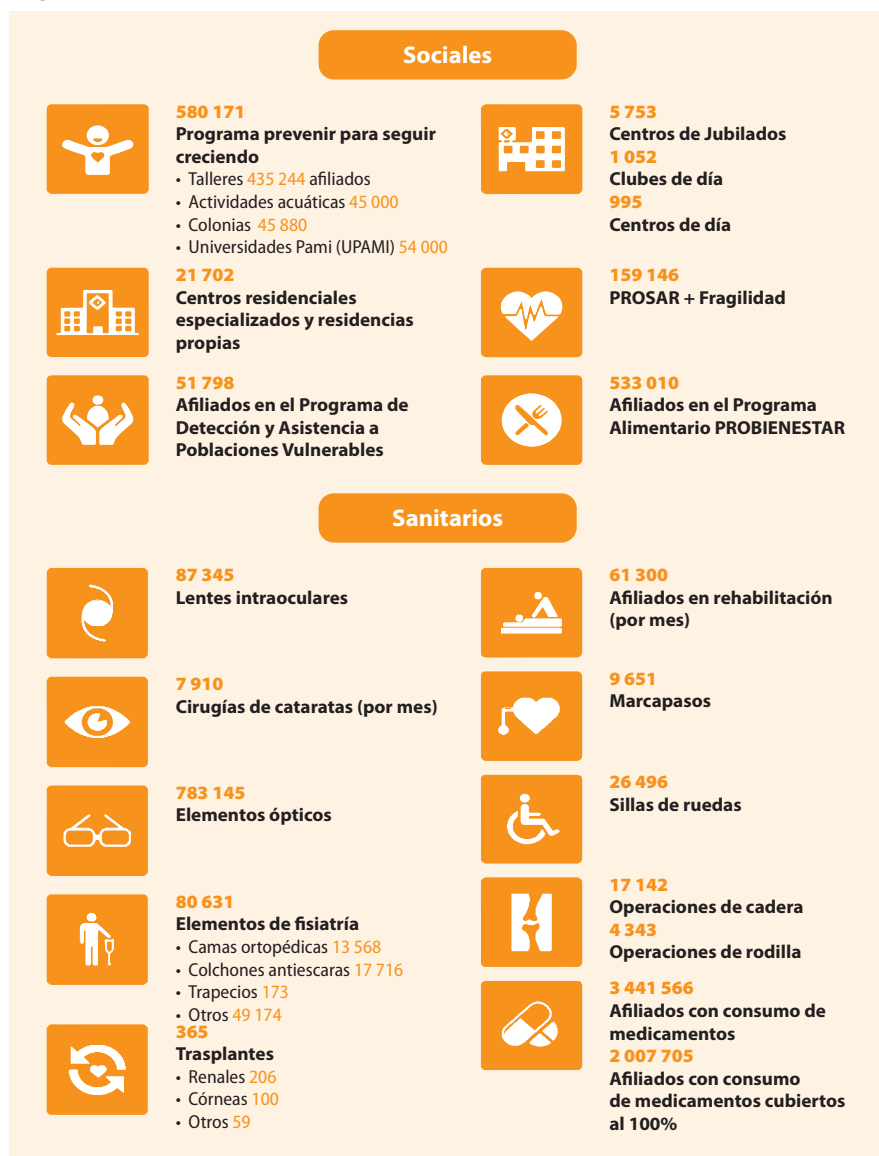 Sociales
580 171
Programa prevenir para seguir
creciendo
• Talleres 435 244 afiliados
• Actividades acuáticas 45 000
• Colonias 45 880
• Universidades Pami (UPAMI) 54 000
5 753
Centros de Jubilados
1 052
Clubes de día
995
Centros de día
21 702
Centros residenciales
especializados y residencias
propias
159 146
PROSAR + Fragilidad
51 798
Afiliados en el Programa de
Detección y Asistencia a
Poblaciones Vulnerables
533 010
Afiliados en el Programa
Alimentario PROBIENESTAR
Sanitarios
87 345
Lentes intraoculares
61 300
Afiliados en rehabilitación
(por mes)
7 910
Cirugías de cataratas (por mes)
9 651
Marcapasos
783 145
Elementos ópticos
26 496
Sillas de ruedas
80 631
Elementos de fisiatría
• Camas ortopédicas 13 568
• Colchones antiescaras 17 716
• Trapecios 173
• Otros 49 174
17 142
Operaciones de cadera
4 343
Operaciones de rodilla
365
Trasplantes
• Renales 206
• Córneas 100
• Otros 59
3 441 566
Afiliados con consumo de
medicamentos
2 007 705
Afiliados con consumo
de medicamentos cubiertos
al 100%